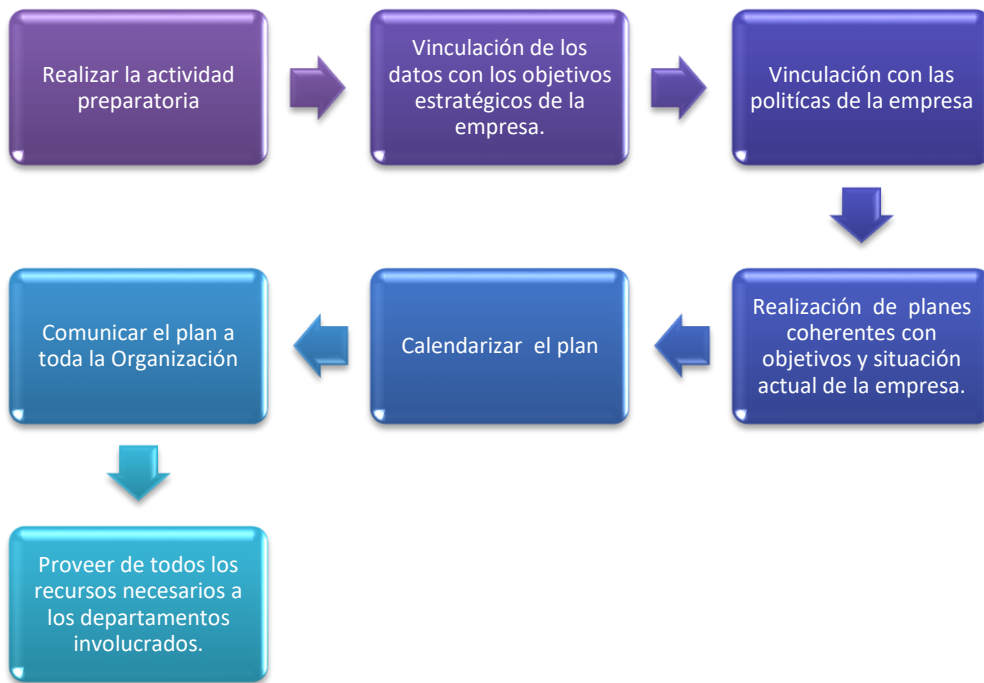 Realizar la actividad
preparatoria
Vinculación de los
datos con los objetivos
estratégicos de la
empresa.
Vinculación con las
politícas de la empresa
Realización de planes
coherentes con
objetivos y situación
actual de la empresa.
Calendarizar el plan
Comunicar el plan a
toda la Organización
Proveer de todos los
recursos necesarios a
los departamentos
involucrados.